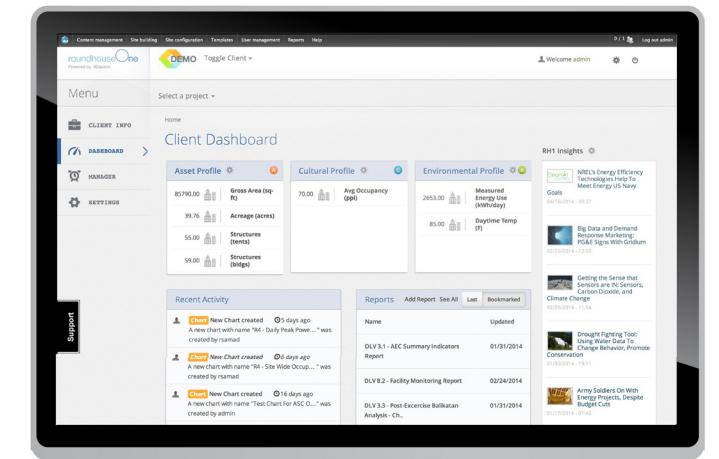 Content management Site building Site configuration Templates User management Reports Help 0 / 1 Log out admin
roundhouseOne
DEMO Toggle Client
Welcome admin
Menu
Select a project
CLIENT INFO
DASHBOARD
MANAGER
SETTINGS
Support
Home
Client Dashboard
Asset Profile
85790.00 Gross Area (sq-
ft)
39.76 Acreage (acres)
55.00 Structures
(tents)
59.00 Structures
(bldgs)
Cultural Profile
70.00 Avg Occupancy
(ppl)
Environmental Profile
2653.00 Measured
Energy Use
(kWh/day)
85.00 Daytime Temp
(F)
Recent Activity
Chart New Chart created 5 days ago
A new chart with name "R4 - Daily Peak Powe... " was
created by rsamad
Chart New Chart created 6 days ago
A new chart with name "R4 - Site Wide Occup... " was
created by rsamad
Chart New Chart created 16 days ago
A new chart with name "Test Chart For ASC O..." was
created by admin
Reports Add Report See All Last Bookmarked
Name Updated
DLV 3.1 - AEC Summary Indicators
Report 01/31/2014
DLV 8.2 - Facility Monitoring Report 02/24/2014
DLV 3.3 - Post-Excercise Balikatan
Analysis - Ch.. 01/31/2014
RH1 Insights
NREL's Energy Efficiency
Technologies Help To
Meet Energy US Navy
Goals
Big Data and Demand
Response Marketing:
PG&E Signs With Gridium
Getting the Sense that
Sensors are IN: Sensors,
Carbon Dioxide, and
Climate Change
Drought Fighting Tool:
Using Water Data To
Change Behavior, Promote
Conservation
Army Soldiers On With
Energy Projects, Despite
Budget Cuts